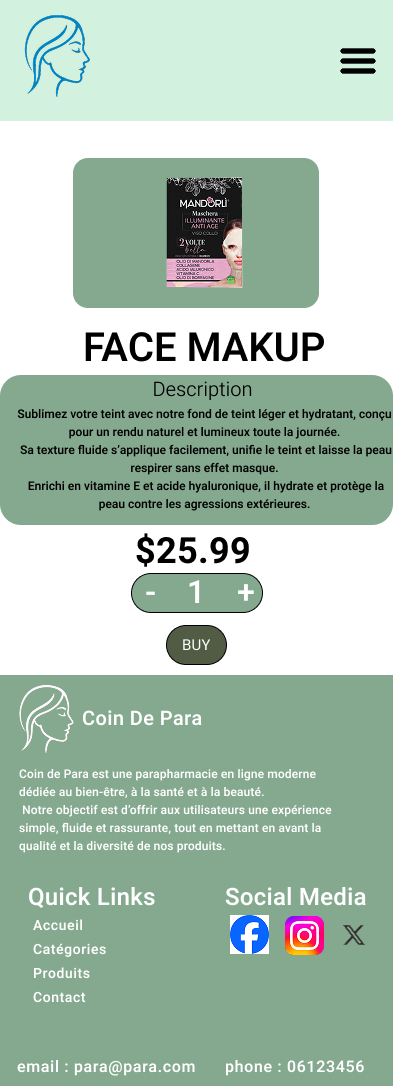 MANDORLI
Maschera
ILLUMINANTE
ANTI AGE
VISO COLLO
2 VOLTE
bella
OLIO DI MANDORLA
COLLAGENE
ACIDO IALURONICO
VITAMINA C
OLIO DI BORRAGINE
FACE MAKUP
Description
Sublimez votre teint avec notre fond de teint léger et hydratant, conçu
pour un rendu naturel et lumineux toute la journée.
Sa texture fluide s’applique facilement, unifie le teint et laisse la peau
respirer sans effet masque.
Enrichi en vitamine E et acide hyaluronique, il hydrate et protège la
peau contre les agressions extérieures.
$25.99
- 1 +
BUY
Coin De Para
Coin de Para est une parapharmacie en ligne moderne
dédiée au bien-être, à la santé et à la beauté.
Notre objectif est d’offrir aux utilisateurs une expérience
simple, fluide et rassurante, tout en mettant en avant la
qualité et la diversité de nos produits.
Quick Links
Social Media
Accueil
Catégories
Produits
Contact
email : para@para.com
phone : 06123456